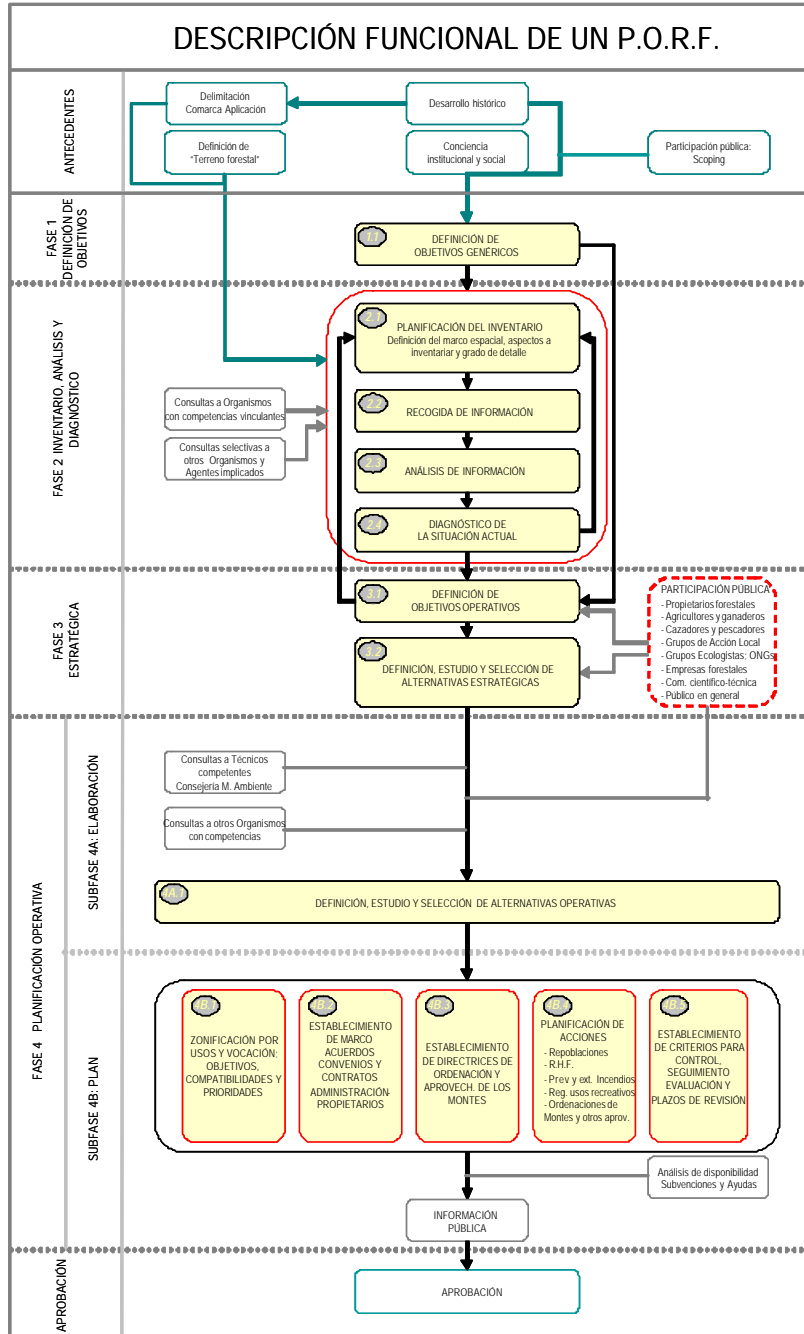 DESCRIPCIÓN FUNCIONAL DE UN P.O.R.F.
ANTECEDENTES
Delimitación
Comarca Aplicación
Desarrollo histórico
Definición de
"Terreno forestal"
Conciencia
institucional y social
Participación pública:
Scoping
FASE 1
DEFINICIÓN DE
OBJETIVOS
1.1
DEFINICIÓN DE
OBJETIVOS GENÉRICOS
FASE 2 INVENTARIO, ANÁLISIS Y
DIAGNÓSTICO
2.1
PLANIFICACIÓN DEL INVENTARIO
Definición del marco espacial, aspectos a
inventariar y grado de detalle
Consultas a Organismos
con competencias vinculantes
2.2
RECOGIDA DE INFORMACIÓN
Consultas selectivas a
otros Organismos y
Agentes implicados
2.3
ANÁLISIS DE INFORMACIÓN
2.4
DIAGNÓSTICO DE
LA SITUACIÓN ACTUAL
FASE 3
ESTRATÉGICA
3.1
DEFINICIÓN DE
OBJETIVOS OPERATIVOS
3.2
DEFINICIÓN, ESTUDIO Y SELECCIÓN DE
ALTERNATIVAS ESTRATÉGICAS
PARTICIPACIÓN PÚBLICA
- Propietarios forestales
- Agricultores y ganaderos
- Cazadores y pescadores
- Grupos de Acción Local
- Grupos Ecologistas: ONGs
- Empresas forestales
- Com. científico-técnica
- Público en general
FASE 4 PLANIFICACIÓN OPERATIVA
SUBFASE 4A: ELABORACIÓN
Consultas a Técnicos
competentes
Consejería M. Ambiente
Consultas a otros Organismos
con competencias
4A.1
DEFINICIÓN, ESTUDIO Y SELECCIÓN DE ALTERNATIVAS OPERATIVAS
SUBFASE 4B: PLAN
4B.1
ZONIFICACIÓN POR
USOS Y VOCACIÓN:
OBJETIVOS,
COMPATIBILIDADES Y
PRIORIDADES
4B.2
ESTABLECIMIENTO
DE MARCO
ACUERDOS
CONVENIOS Y
CONTRATOS
ADMINISTRACIÓN-
PROPIETARIOS
4B.3
ESTABLECIMIENTO
DE DIRECTRICES DE
ORDENACIÓN Y
APROVECH. DE LOS
MONTES
4B.4
PLANIFICACIÓN DE
ACCIONES
- Repoblaciones
- R.H.F.
- Prev y ext. Incendios
- Reg. usos recreativos
- Ordenaciones de
Montes y otros aprov.
4B.5
ESTABLECIMIENTO
DE CRITERIOS PARA
CONTROL,
SEGUIMIENTO
EVALUACIÓN Y
PLAZOS DE REVISIÓN
Análisis de disponibilidad
Subvenciones y Ayudas
INFORMACIÓN
PÚBLICA
APROBACIÓN
APROBACIÓN